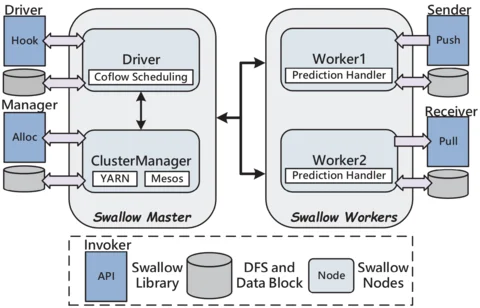 Driver
Hook
Manager
Alloc
Driver
Coflow Scheduling
ClusterManager
YARN
Mesos
Swallow Master
Worker1
Prediction Handler
Worker2
Prediction Handler
Swallow Workers
Sender
Push
Receiver
Pull
Invoker
API
Swallow
Library
DFS and
Data Block
Node
Swallow
Nodes